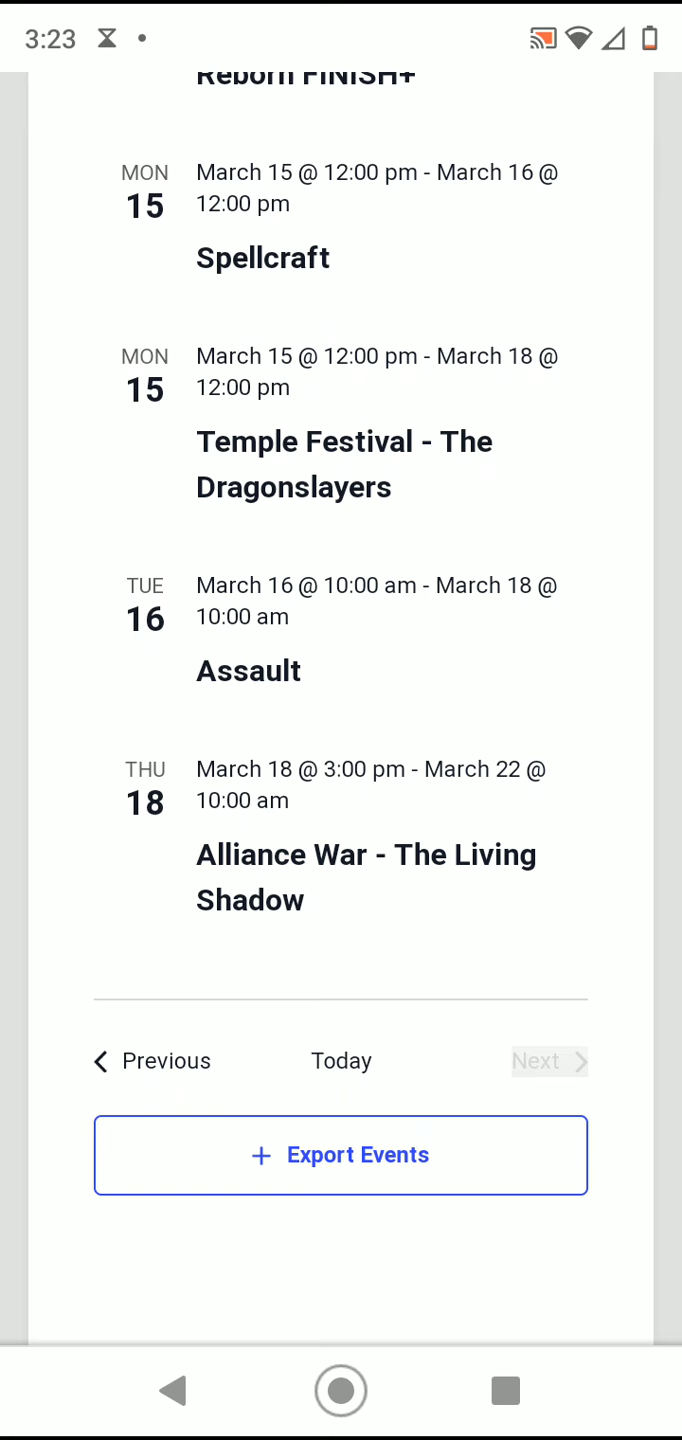 3:23
Reborn FINISH+
MON
15
March 15 @ 12:00 pm - March 16 @
12:00 pm
Spellcraft
MON
15
March 15 @ 12:00 pm - March 18 @
12:00 pm
Temple Festival - The
Dragonslayers
TUE
16
March 16 @ 10:00 am - March 18 @
10:00 am
Assault
THU
18
March 18 @ 3:00 pm - March 22 @
10:00 am
Alliance War - The Living
Shadow
Previous Today Next
+ Export Events